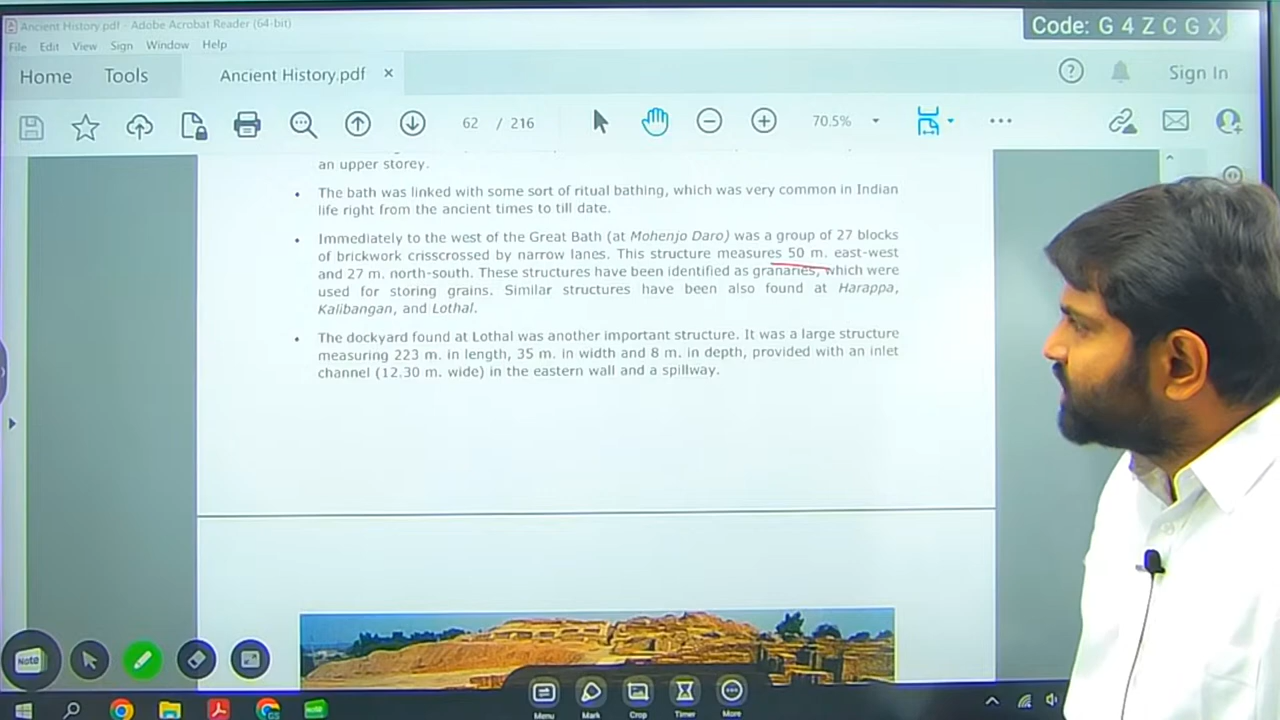 Ancient History.pdf - Adobe Acrobat Reader (64-bit)
Code: G 4 Z C G X
File Edit View Sign Window Help
Home Tools Ancient History.pdf × Sign In
62 / 216 70.5%
an upper storey.
• The bath was linked with some sort of ritual bathing, which was very common in Indian
life right from the ancient times to till date.
• Immediately to the west of the Great Bath (at Mohenjo Daro) was a group of 27 blocks
of brickwork crisscrossed by narrow lanes. This structure measures 50 m. east-west
and 27 m. north-south. These structures have been identified as granaries, which were
used for storing grains. Similar structures have been also found at Harappa,
Kalibangan, and Lothal.
• The dockyard found at Lothal was another important structure. It was a large structure
measuring 223 m. in length, 35 m. in width and 8 m. in depth, provided with an inlet
channel (12.30 m. wide) in the eastern wall and a spillway.
Note
Menu Mark Crop Timer More